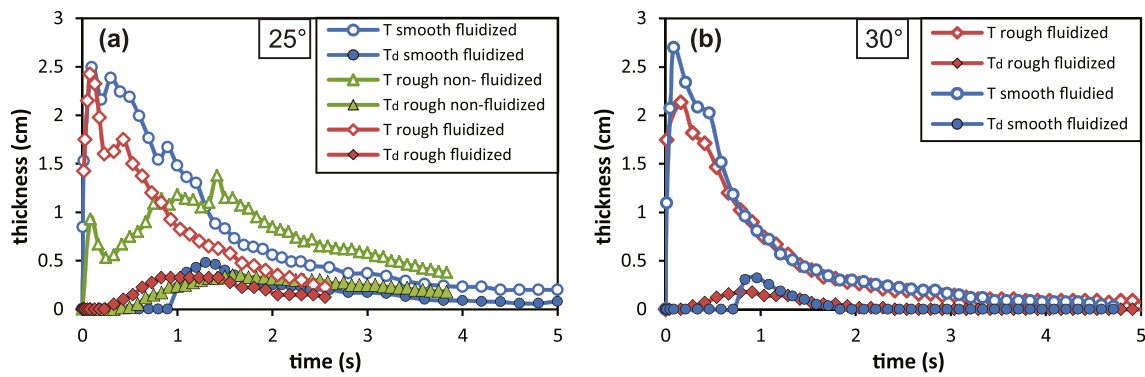 (a)
25°
T smooth fluidized
Td smooth fluidized
T rough non- fluidized
Td rough non-fluidized
T rough fluidized
Td rough fluidized
thickness (cm)
3
2.5
2
1.5
1
0.5
0
0 1 2 3 4 5
time (s)
(b)
30°
T rough fluidized
Td rough fluidized
T smooth fluidied
Td smooth fluidized
thickness (cm)
3
2.5
2
1.5
1
0.5
0
0 1 2 3 4 5
time (s)